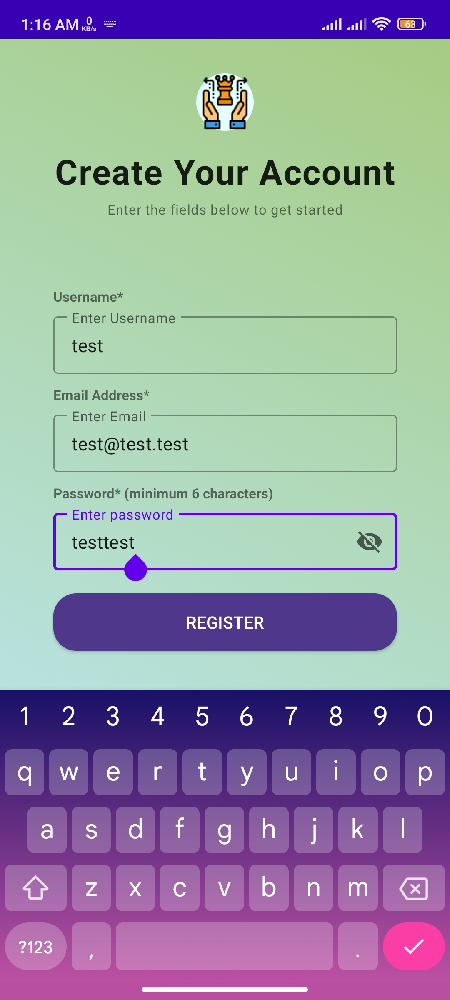 1:16 AM 0 KB/s 63
Create Your Account
Enter the fields below to get started
Username*
Enter Username
test
Email Address*
Enter Email
test@test.test
Password* (minimum 6 characters)
Enter password
testtest
REGISTER
1 2 3 4 5 6 7 8 9 0
q w e r t y u i o p
a s d f g h j k l
z x c v b n m
?123 , .